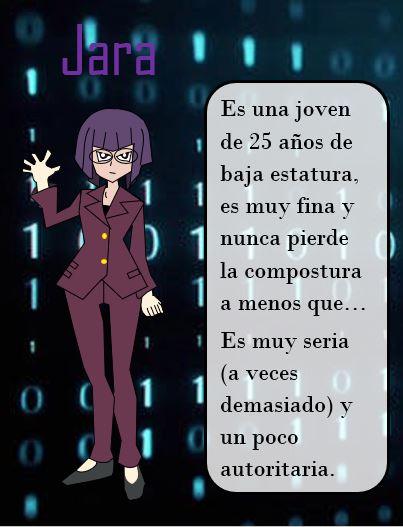 Jara
Es una joven
de 25 años de
baja estatura,
es muy fina y
nunca pierde
la compostura
a menos que…
Es muy seria
(a veces
demasiado) y
un poco
autoritaria.